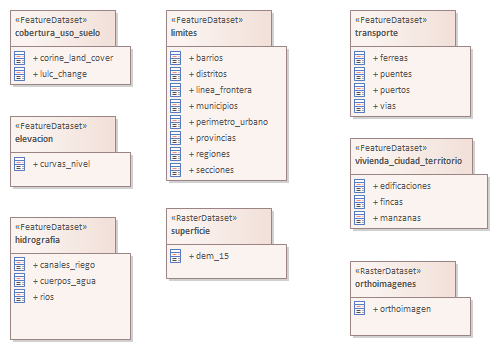 «FeatureDataset»
cobertura_uso_suelo
+ corine_land_cover
+ lulc_change
«FeatureDataset»
elevacion
+ curvas_nivel
«FeatureDataset»
hidrografia
+ canales_riego
+ cuerpos_agua
+ rios
«FeatureDataset»
limites
+ barrios
+ distritos
+ linea_frontera
+ municipios
+ perimetro_urbano
+ provincias
+ regiones
+ secciones
«RasterDataset»
superficie
+ dem_15
«FeatureDataset»
transporte
+ ferreas
+ puentes
+ puertos
+ vias
«FeatureDataset»
vivienda_ciudad_territorio
+ edificaciones
+ fincas
+ manzanas
«RasterDataset»
orthoimagenes
+ orthoimagen